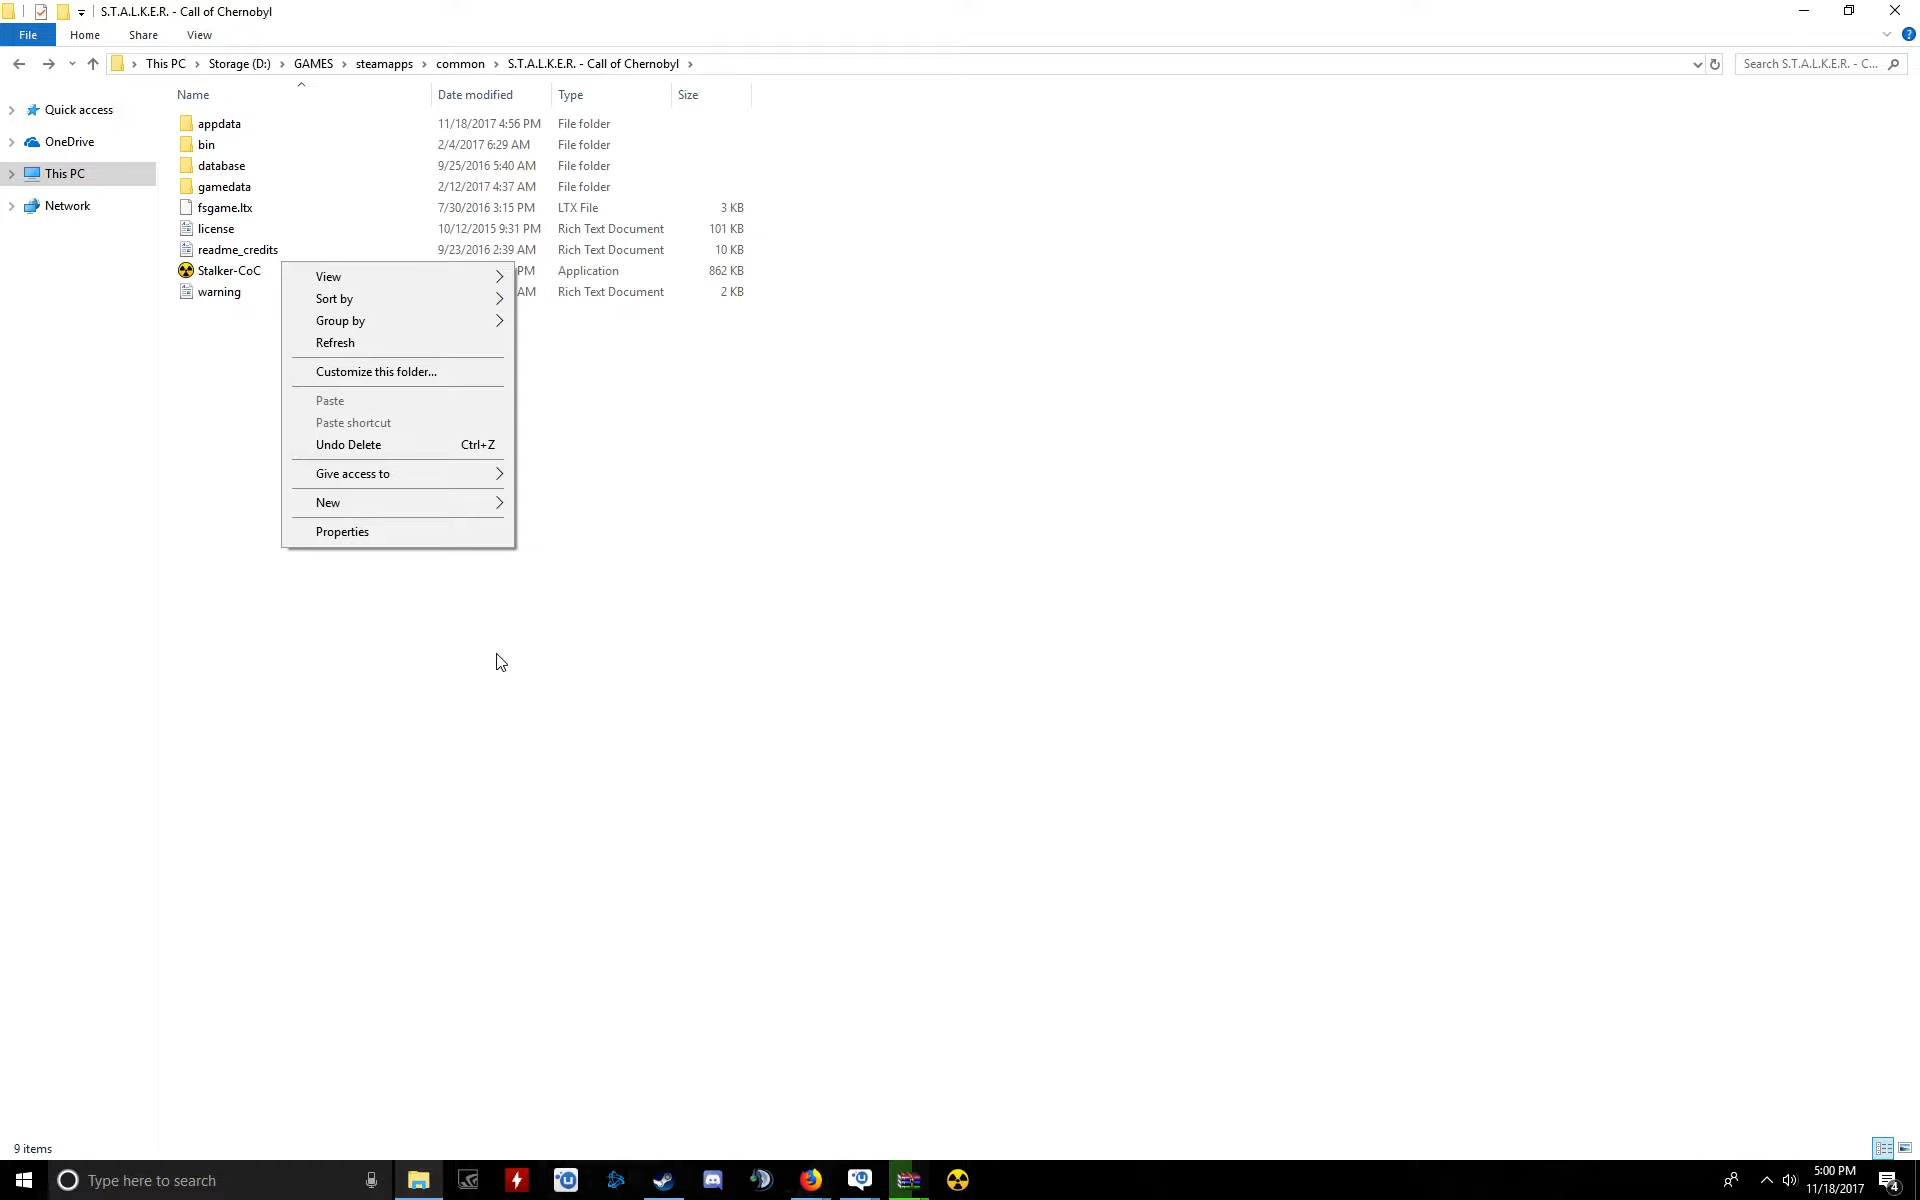 S.T.A.L.K.E.R. - Call of Chernobyl
File Home Share View
This PC Storage (D:) GAMES steamapps common S.T.A.L.K.E.R. - Call of Chernobyl
Search S.T.A.L.K.E.R. - C...
Name Date modified Type Size
Quick access
OneDrive
This PC
Network
appdata 11/18/2017 4:56 PM File folder
bin 2/4/2017 6:29 AM File folder
database 9/25/2016 5:40 AM File folder
gamedata 2/12/2017 4:37 AM File folder
fsgame.ltx 7/30/2016 3:15 PM LTX File 3 KB
license 10/12/2015 9:31 PM Rich Text Document 101 KB
readme_credits 9/23/2016 2:39 AM Rich Text Document 10 KB
Stalker-CoC PM Application 862 KB
warning AM Rich Text Document 2 KB
View
Sort by
Group by
Refresh
Customize this folder...
Paste
Paste shortcut
Undo Delete Ctrl+Z
Give access to
New
Properties
9 items
Type here to search
5:00 PM
11/18/2017
4